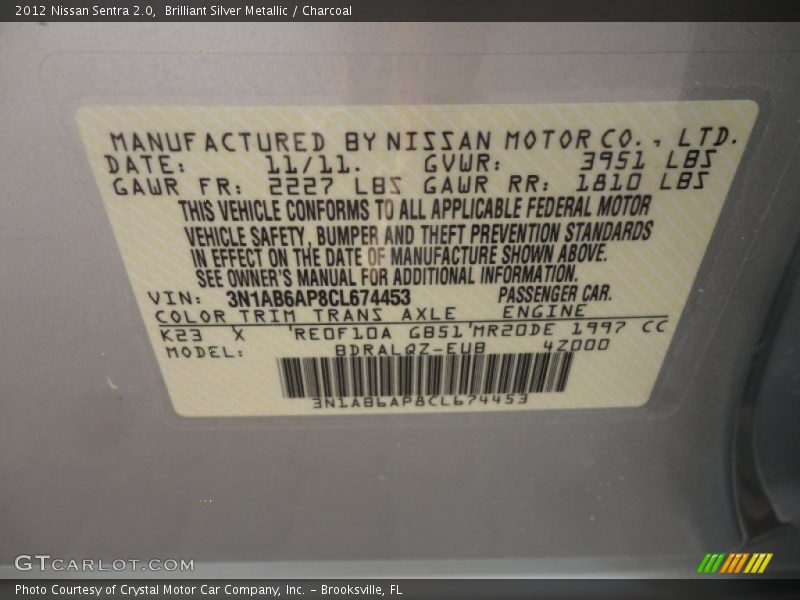 2012 Nissan Sentra 2.0,  Brilliant Silver Metallic / Charcoal
MANUFACTURED BY NISSAN MOTOR CO., LTD.
DATE: 11/11. GVWR: 3951 LBS
GAWR FR: 2227 LBS GAWR RR: 1810 LBS
THIS VEHICLE CONFORMS TO ALL APPLICABLE FEDERAL MOTOR
VEHICLE SAFETY, BUMPER AND THEFT PREVENTION STANDARDS
IN EFFECT ON THE DATE OF MANUFACTURE SHOWN ABOVE.
SEE OWNER'S MANUAL FOR ADDITIONAL INFORMATION.
VIN: 3N1AB6AP8CL674453 PASSENGER CAR.
COLOR TRIM TRANS AXLE ENGINE
K23 X 'RE0F10A GB51'MR20DE 1997 CC
MODEL: BDRALQZ-EUB 4Z000
3N1AB6AP8CL674453
GTCARLOT.COM
Photo Courtesy of Crystal Motor Car Company, Inc. – Brooksville, FL